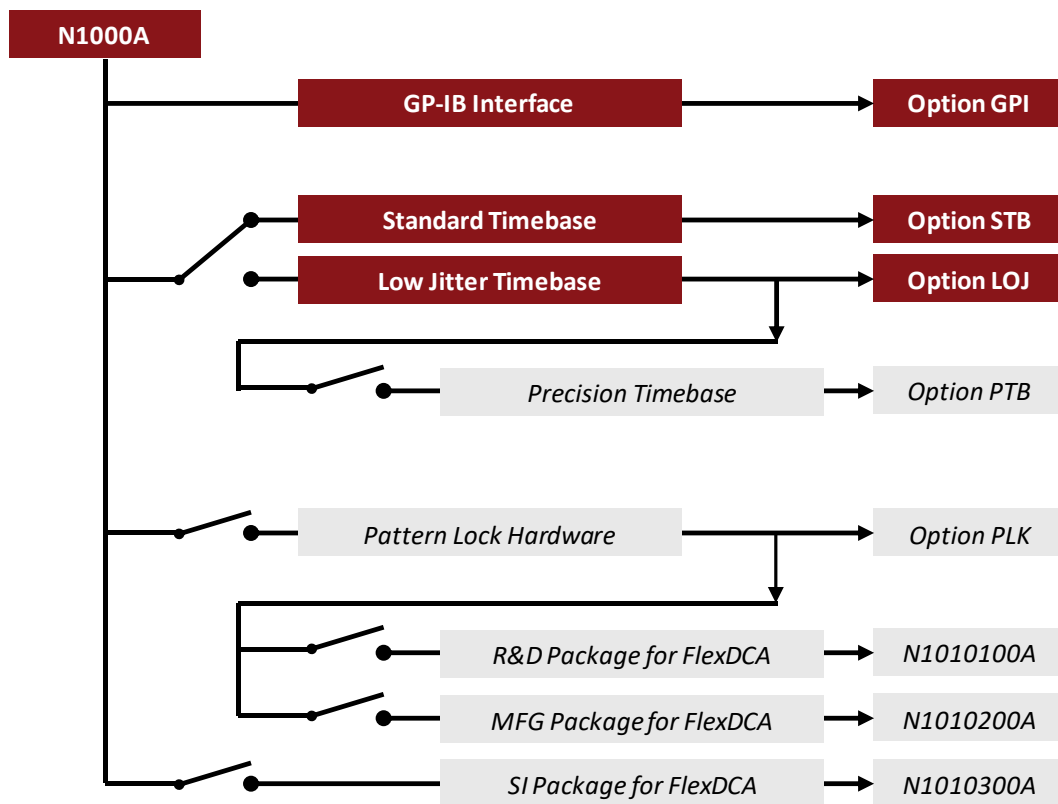 N1000A
GP-IB Interface
Option GPI
Standard Timebase
Option STB
Low Jitter Timebase
Option LOJ
Precision Timebase
Option PTB
Pattern Lock Hardware
Option PLK
R&D Package for FlexDCA
N1010100A
MFG Package for FlexDCA
N1010200A
SI Package for FlexDCA
N1010300A